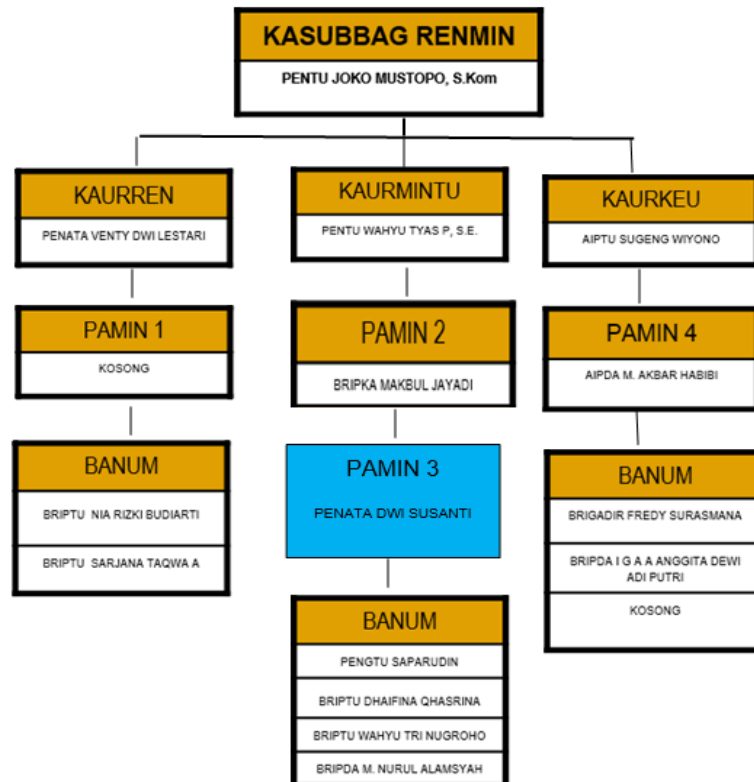 KASUBBAG RENMIN
PENTU JOKO MUSTOPO, S.Kom
KAURREN
PENATA VENTY DWI LESTARI
PAMIN 1
KOSONG
BANUM
BRIPTU NIA RIZKI BUDIARTI
BRIPTU SARJANA TAQWA A
KAURMINTU
PENTU WAHYU TYAS P, S.E.
PAMIN 2
BRIPKA MAKBUL JAYADI
PAMIN 3
PENATA DWI SUSANTI
BANUM
PENGTU SAPARUDIN
BRIPTU DHAIFINA QHASRINA
BRIPTU WAHYU TRI NUGROHO
BRIPDA M. NURUL ALAMSYAH
KAURKEU
AIPTU SUGENG WIYONO
PAMIN 4
AIPDA M. AKBAR HABIBI
BANUM
BRIGADIR FREDY SURASMANA
BRIPDA I G A A ANGGITA DEWI
ADI PUTRI
KOSONG